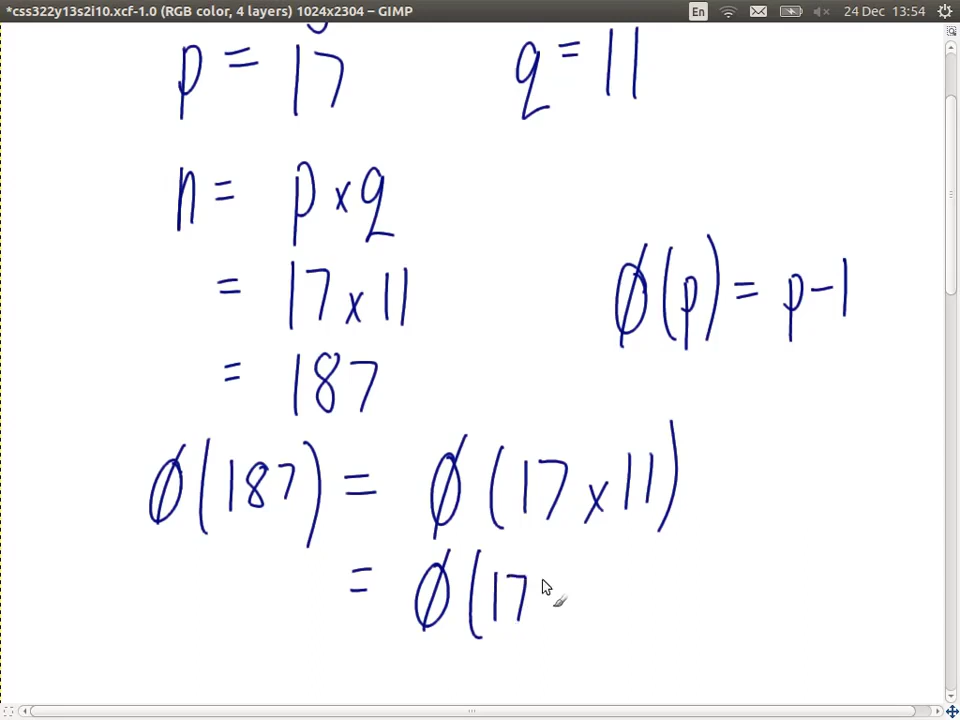 *css322y13s2i10.xcf-1.0 (RGB color, 4 layers) 1024x2304 – GIMP En 24 Dec 13:54
p = 17 q = 11
n = p x q
= 17 x 11
ø(p) = p-1
= 187
ø(187) = ø(17 x 11)
= ø(17